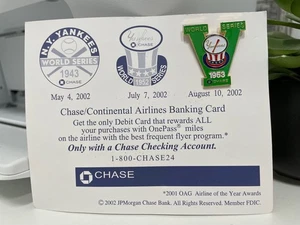 N.Y. YANKEES
CHASE
WORLD SERIES
1943
May 4, 2002
Yankees
CHASE
WORLD SERIES
July 7, 2002
WORLD SERIES
CHASE
1963
August 10, 2002
Chase/Continental Airlines Banking Card
Get the only Debit Card that rewards ALL
your purchases with OnePass® miles
on the airline with the best frequent flyer program.*
Only with a Chase Checking Account.
1-800-CHASE24
CHASE
*2001 OAG Airline of the Year Awards
© 2002 JPMorgan Chase Bank. All Rights Reserved. Member FDIC.